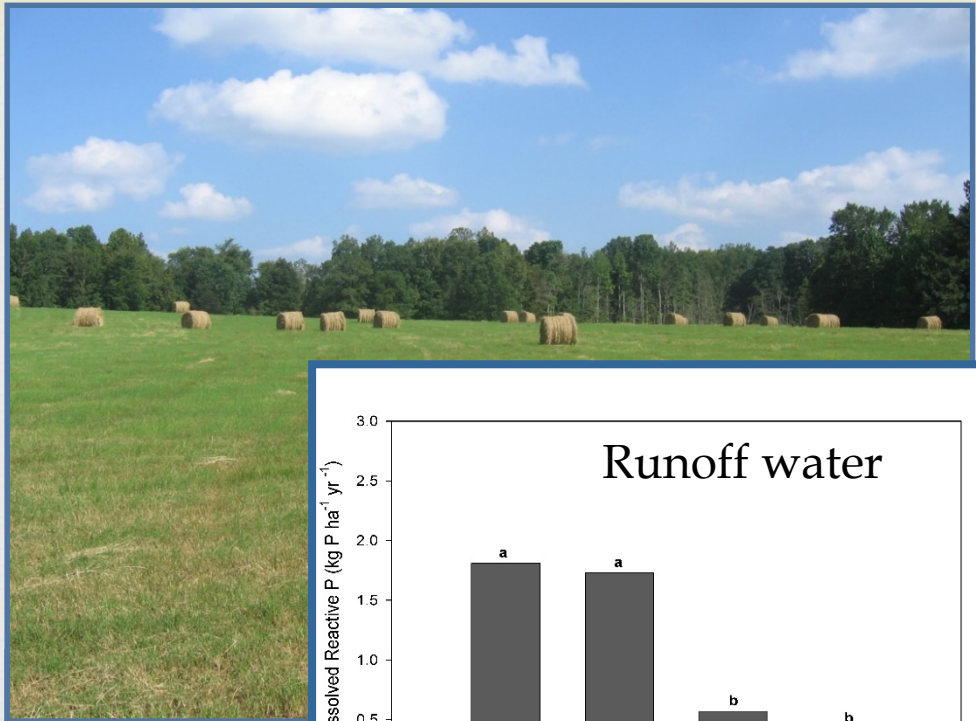 3.0
Runoff water
2.5
2.0
1.5
1.0
0.5
Reactive P (kg P ha⁻¹ yr⁻¹)
a
a
b
b